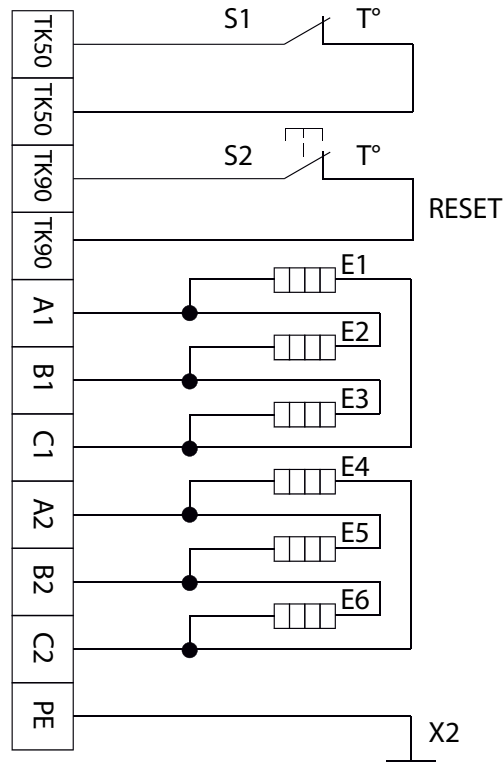 TK50 S1 T°
TK50
TK90 S2 T°
RESET
TK90
E1
A1
E2
B1
E3
C1
E4
A2
E5
B2
E6
C2
PE
X2